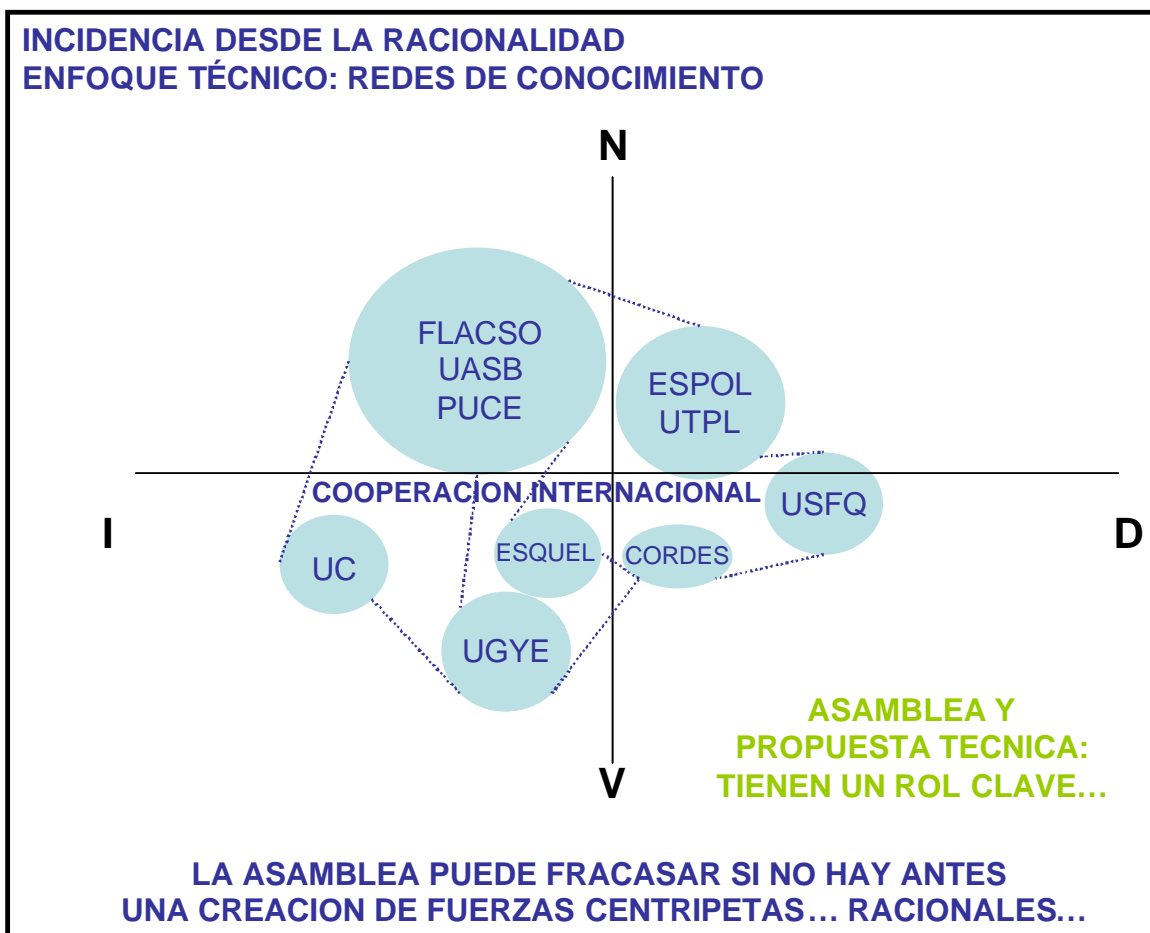 INCIDENCIA DESDE LA RACIONALIDAD
ENFOQUE TÉCNICO: REDES DE CONOCIMIENTO
N
FLACSO
UASB
PUCE
ESPOL
UTPL
COOPERACION INTERNACIONAL
USFQ
I
D
UC
ESQUEL
CORDES
UGYE
ASAMBLEA Y
PROPUESTA TECNICA:
TIENEN UN ROL CLAVE…
V
LA ASAMBLEA PUEDE FRACASAR SI NO HAY ANTES
UNA CREACION DE FUERZAS CENTRIPETAS… RACIONALES…